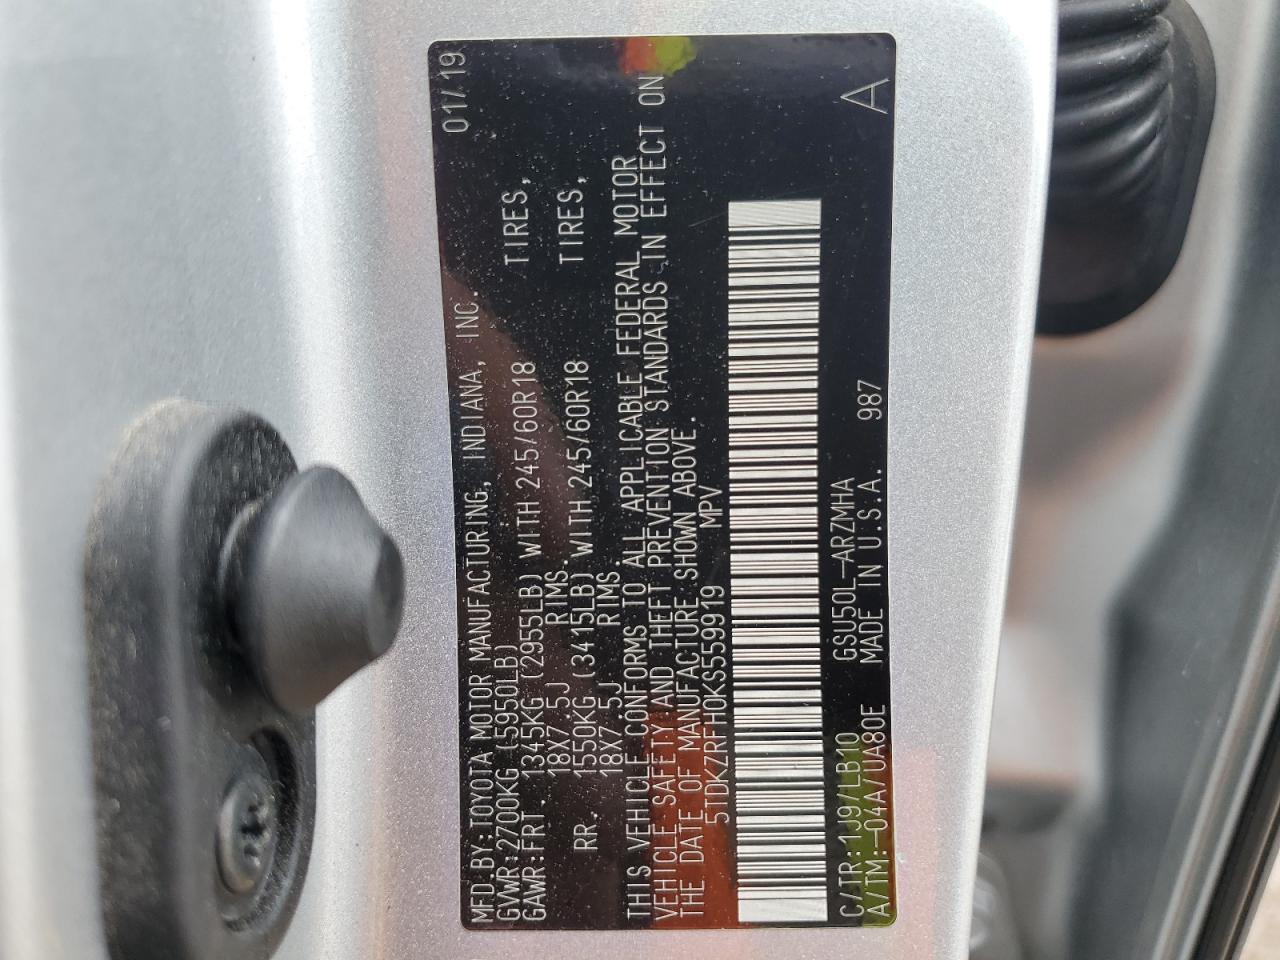 MFD.BY:TOYOTA MOTOR MANUFACTURING, INDIANA, INC. 01/19
GVWR:2700KG (5950LB)
GAWR:FRT. 1345KG (2955LB) WITH 245/60R18 TIRES,
18X7.5J RIMS.
RR. 1550KG (3415LB) WITH 245/60R18 TIRES,
18X7.5J RIMS.
THIS VEHICLE CONFORMS TO ALL APPLICABLE FEDERAL MOTOR
VEHICLE SAFETY AND THEFT PREVENTION STANDARDS IN EFFECT ON
THE DATE OF MANUFACTURE SHOWN ABOVE.
5TDKZRFH0KS559919 MPV
C/TR:1J9/LB10 GSU50L-ARZMHA
A/TM:-04A/UA80E MADE IN U.S.A. 987 A